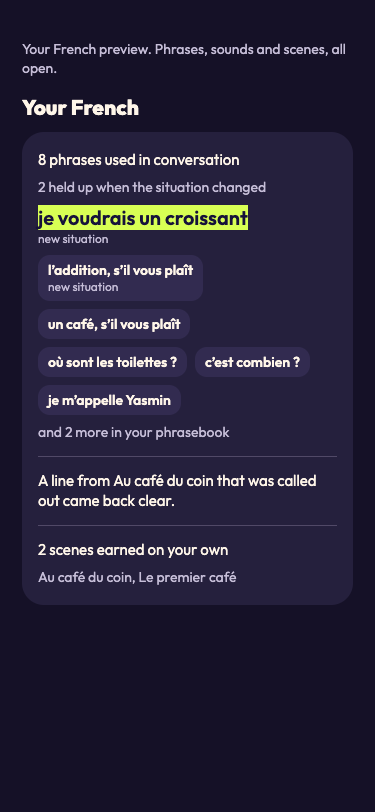 Your French preview. Phrases, sounds and scenes, all
open.
Your French
8 phrases used in conversation
2 held up when the situation changed
je voudrais un croissant
new situation
l’addition, s’il vous plaît
new situation
un café, s’il vous plaît
où sont les toilettes ?
c’est combien ?
je m’appelle Yasmin
and 2 more in your phrasebook
A line from Au café du coin that was called
out came back clear.
2 scenes earned on your own
Au café du coin, Le premier café